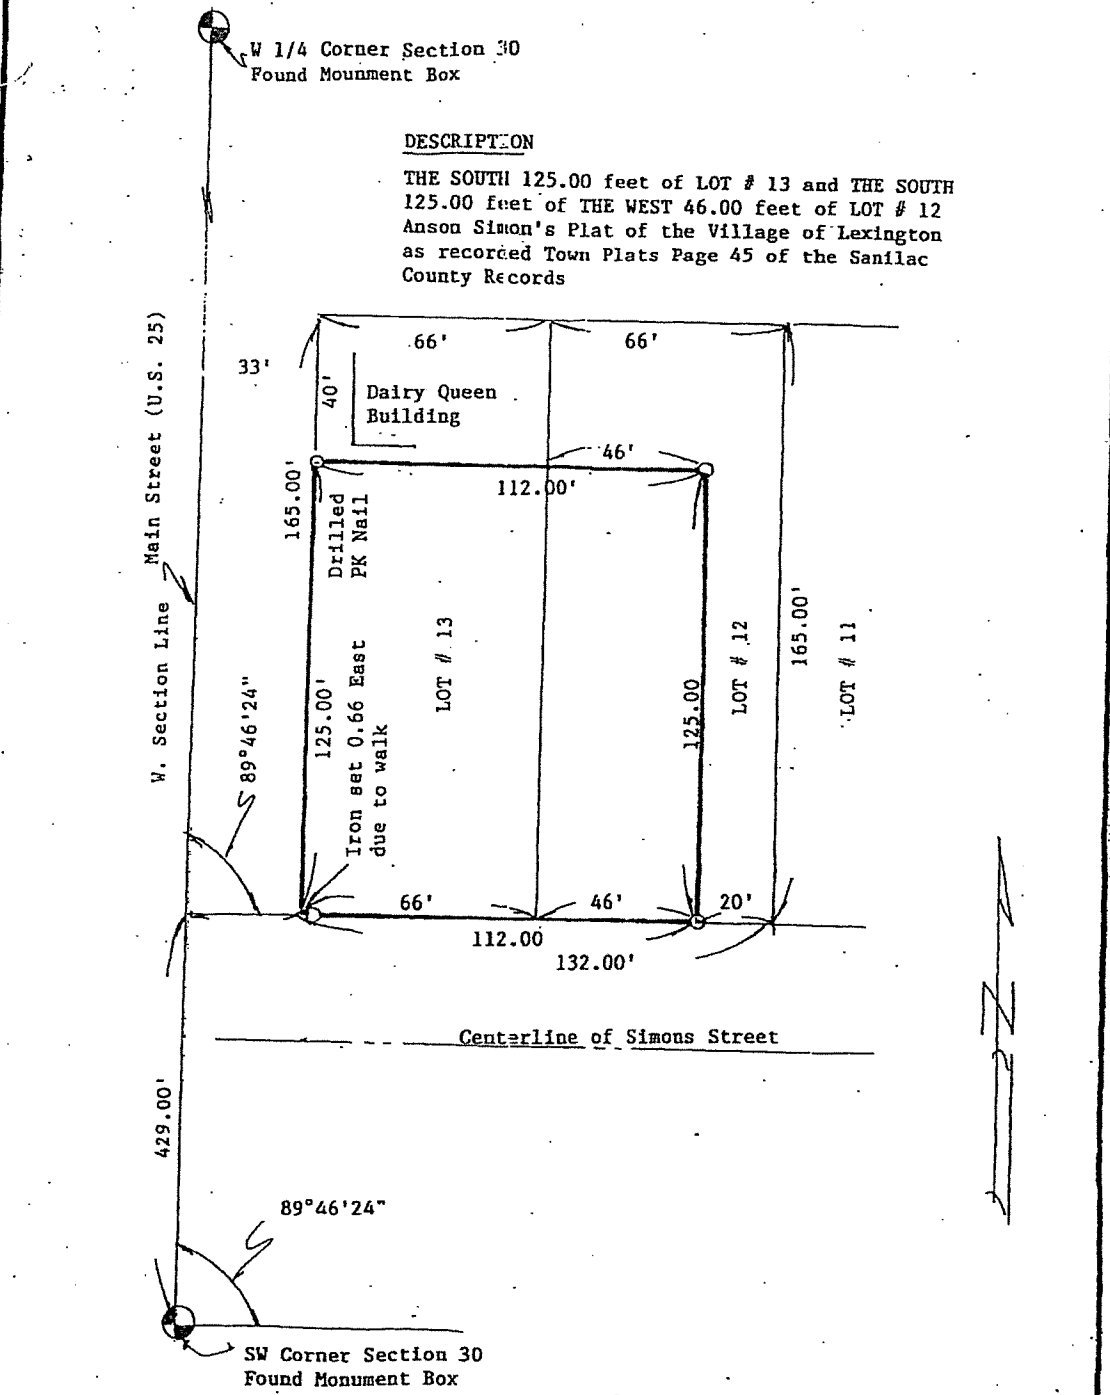 W 1/4 Corner Section 30
Found Mounment Box
DESCRIPTION
THE SOUTH 125.00 feet of LOT # 13 and THE SOUTH
125.00 feet of THE WEST 46.00 feet of LOT # 12
Anson Simon's Plat of the Village of Lexington
as recorded Town Plats Page 45 of the Sanilac
County Records
66'
66'
33'
40'
Dairy Queen
Building
Main Street (U.S. 25)
46'
112.00'
165.00'
Drilled
PK Nail
W. Section Line
LOT # 13
LOT # 12
165.00'
LOT # 11
125.00'
Iron set 0.66 East
due to walk
125.00
89°46'24"
66'
46'
20'
112.00
132.00'
Centerline of Simons Street
N
429.00'
89°46'24"
SW Corner Section 30
Found Monument Box